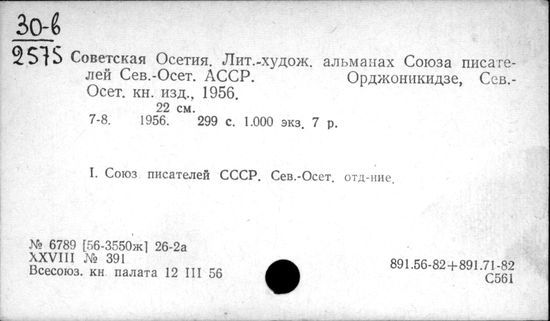 30-в
2575
Советская Осетия. Лит.-худож. альманах Союза писате-
лей Сев.-Осет. АССР. Орджоникидзе, Сев.-
Осет. кн. изд., 1956.
22 см.
7-8. 1956. 299 с. 1.000 экз. 7 р.
I. Союз писателей СССР. Сев.-Осет. отд-ние.
№ 6789 [56-3550ж] 26-2а
XXVIII № 391
Всесоюз. кн. палата 12 III 56
891.56-82+891.71-82
С561